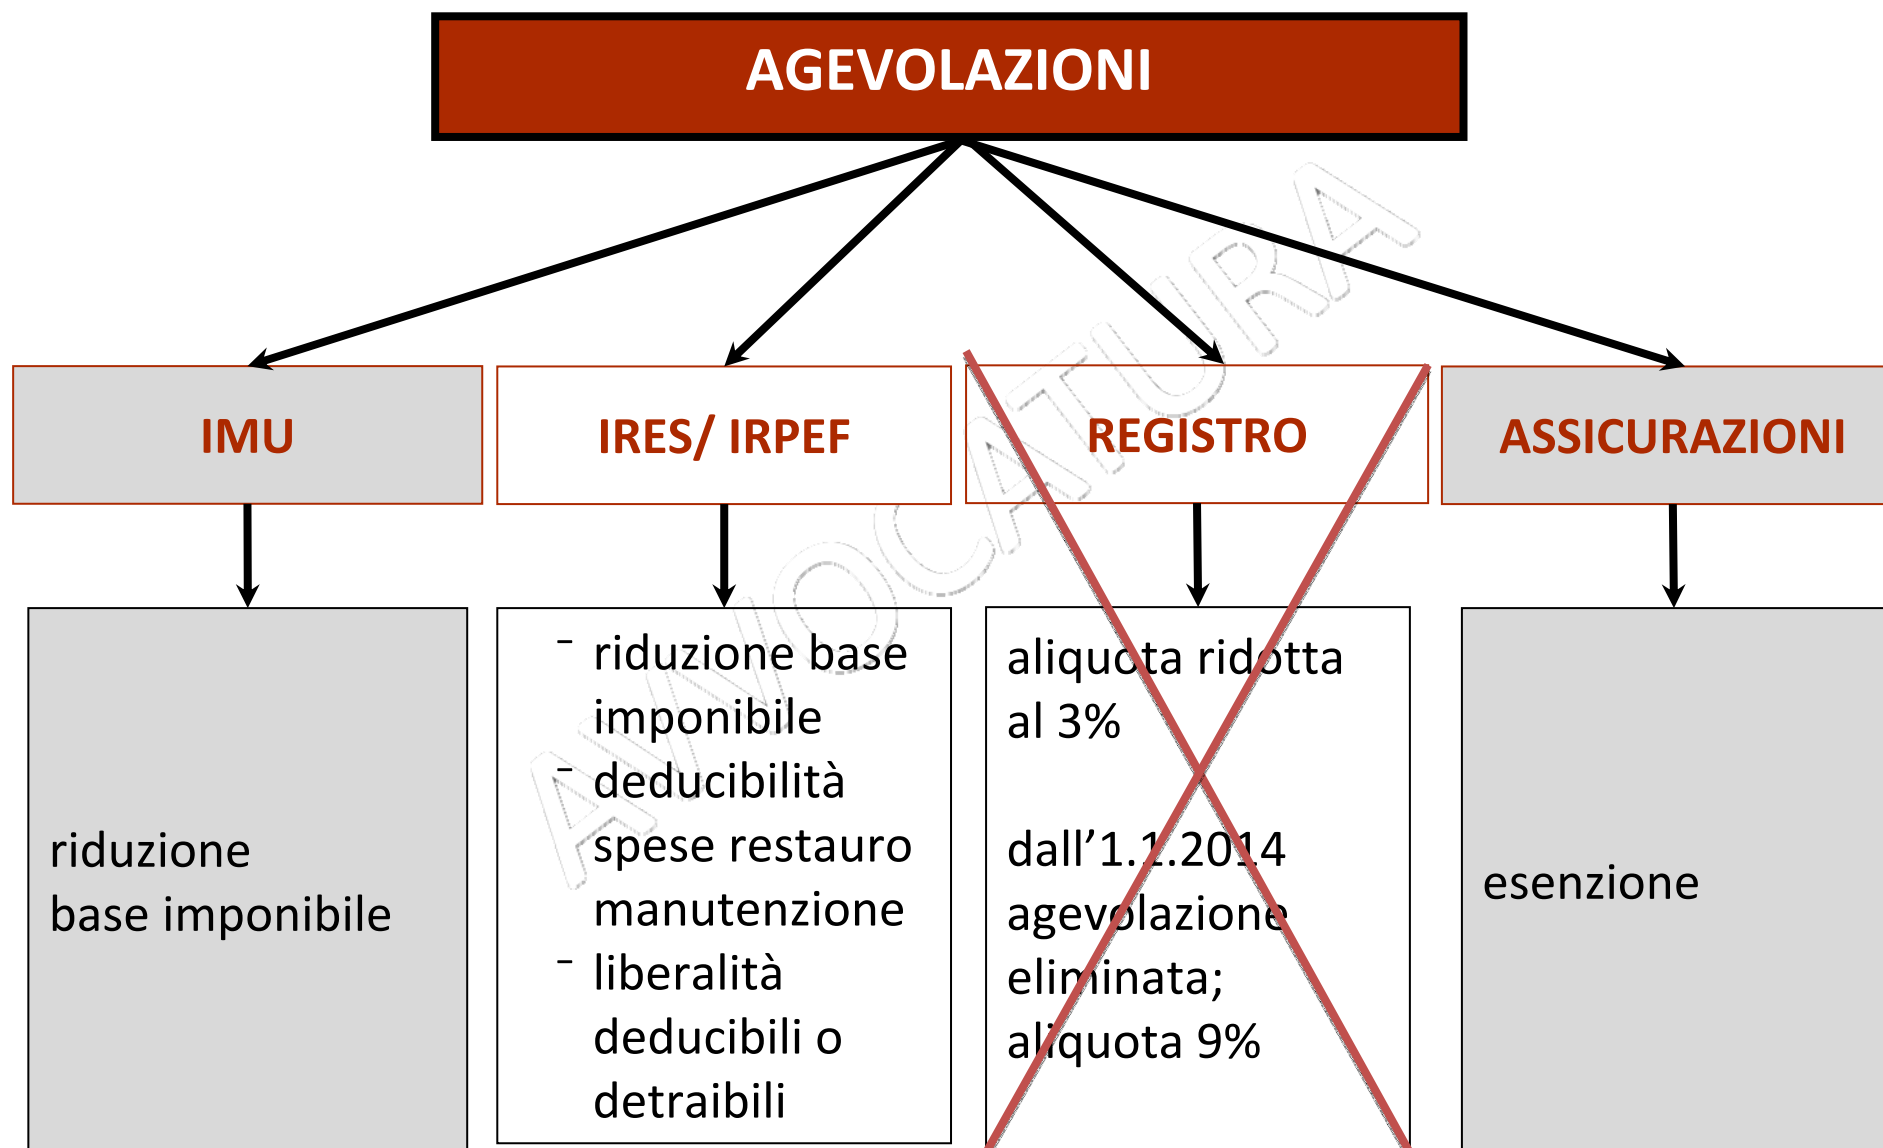 AGEVOLAZIONI
IMU
IRES/ IRPEF
REGISTRO
ASSICURAZIONI
riduzione
base imponibile
- riduzione base
imponibile
- deducibilità
spese restauro
manutenzione
- liberalità
deducibili o
detraibili
aliquota ridotta
al 3%
dall’1.1.2014
agevolazione
eliminata;
aliquota 9%
esenzione
AVVOCATURA